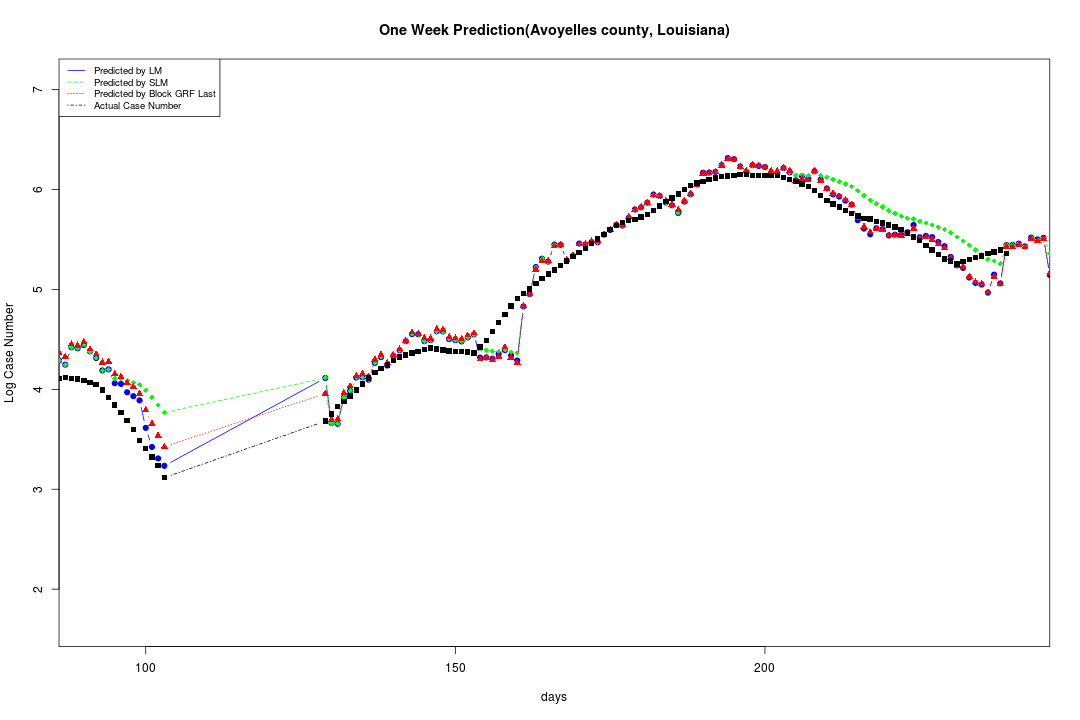 One Week Prediction(Avoyelles county, Louisiana)
Predicted by LM
Predicted by SLM
Predicted by Block GRF Last
Actual Case Number
7
6
5
4
3
2
Log Case Number
100 150 200
days